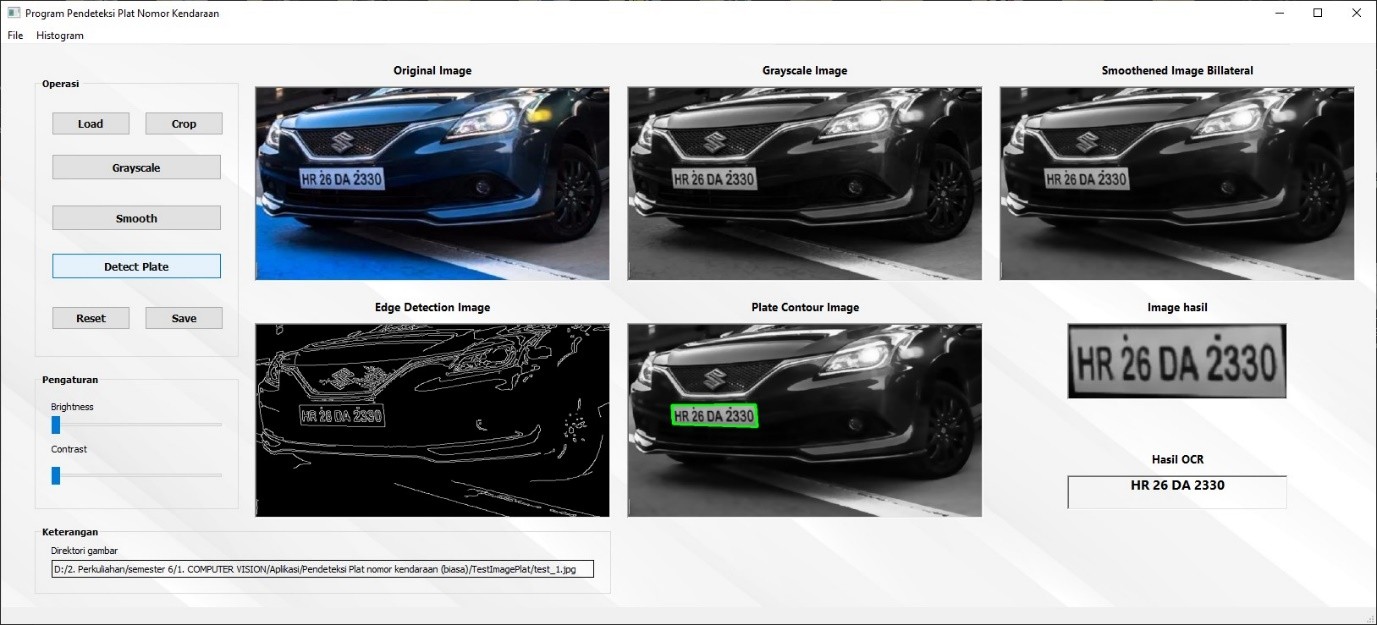 Program Pendeteksi Plat Nomor Kendaraan
File Histogram
Operasi
Load Crop
Grayscale
Smooth
Detect Plate
Reset Save
Pengaturan
Brightness
Contrast
Keterangan
Direktori gambar
D:/2. Perkuliahan/semester 6/1. COMPUTER VISION/Aplikasi/Pendeteksi Plat nomor kendaraan (biasa)/TestImagePlat/test_1.jpg
Original Image
HR 26 DA 2330
Grayscale Image
HR 26 DA 2330
Smoothened Image Billateral
HR 26 DA 2330
Edge Detection Image
HR 26 DA 2330
Plate Contour Image
HR 26 DA 2330
Image hasil
HR 26 DA 2330
Hasil OCR
HR 26 DA 2330